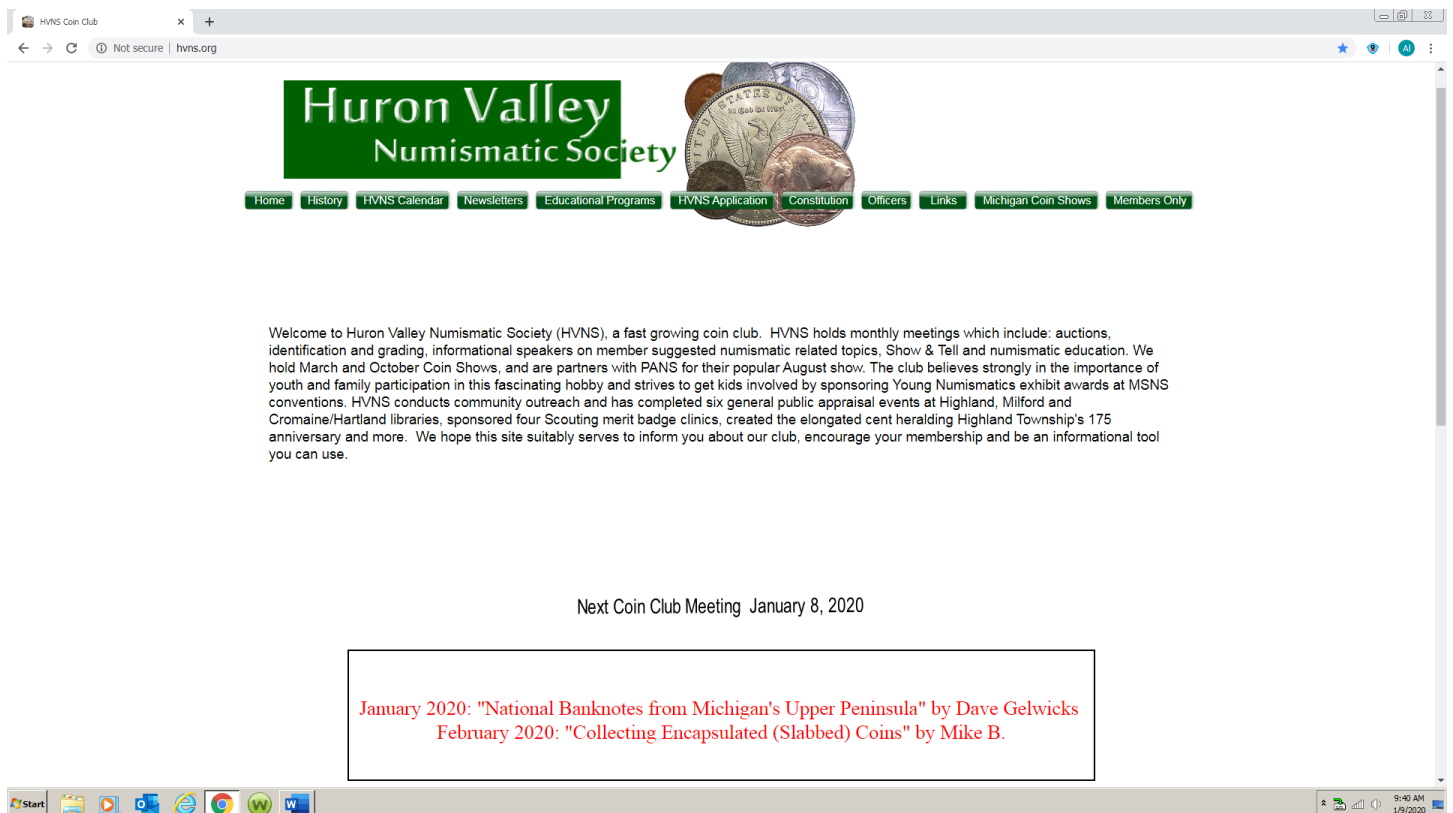 HVNS Coin Club
Not secure | hvns.org
AI
Huron Valley
Numismatic Society
Home History HVNS Calendar Newsletters Educational Programs HVNS Application Constitution Officers Links Michigan Coin Shows Members Only
Welcome to Huron Valley Numismatic Society (HVNS), a fast growing coin club.  HVNS holds monthly meetings which include: auctions,
identification and grading, informational speakers on member suggested numismatic related topics, Show & Tell and numismatic education. We
hold March and October Coin Shows, and are partners with PANS for their popular August show. The club believes strongly in the importance of
youth and family participation in this fascinating hobby and strives to get kids involved by sponsoring Young Numismatics exhibit awards at MSNS
conventions. HVNS conducts community outreach and has completed six general public appraisal events at Highland, Milford and
Cromaine/Hartland libraries, sponsored four Scouting merit badge clinics, created the elongated cent heralding Highland Township's 175
anniversary and more.  We hope this site suitably serves to inform you about our club, encourage your membership and be an informational tool
you can use.
Next Coin Club Meeting  January 8, 2020
January 2020: "National Banknotes from Michigan's Upper Peninsula" by Dave Gelwicks
February 2020: "Collecting Encapsulated (Slabbed) Coins" by Mike B.
Start
9:40 AM
1/9/2020